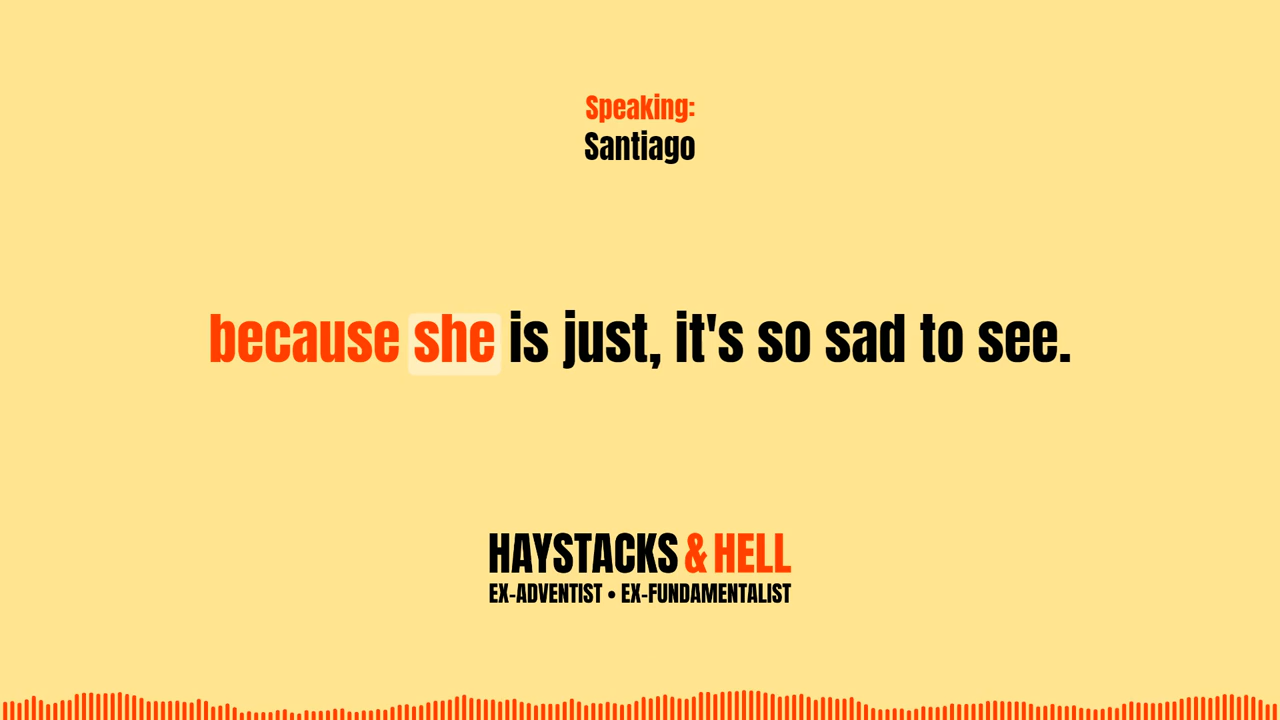 Speaking:
Santiago
because she is just, it's so sad to see.
HAYSTACKS & HELL
EX-ADVENTIST • EX-FUNDAMENTALIST